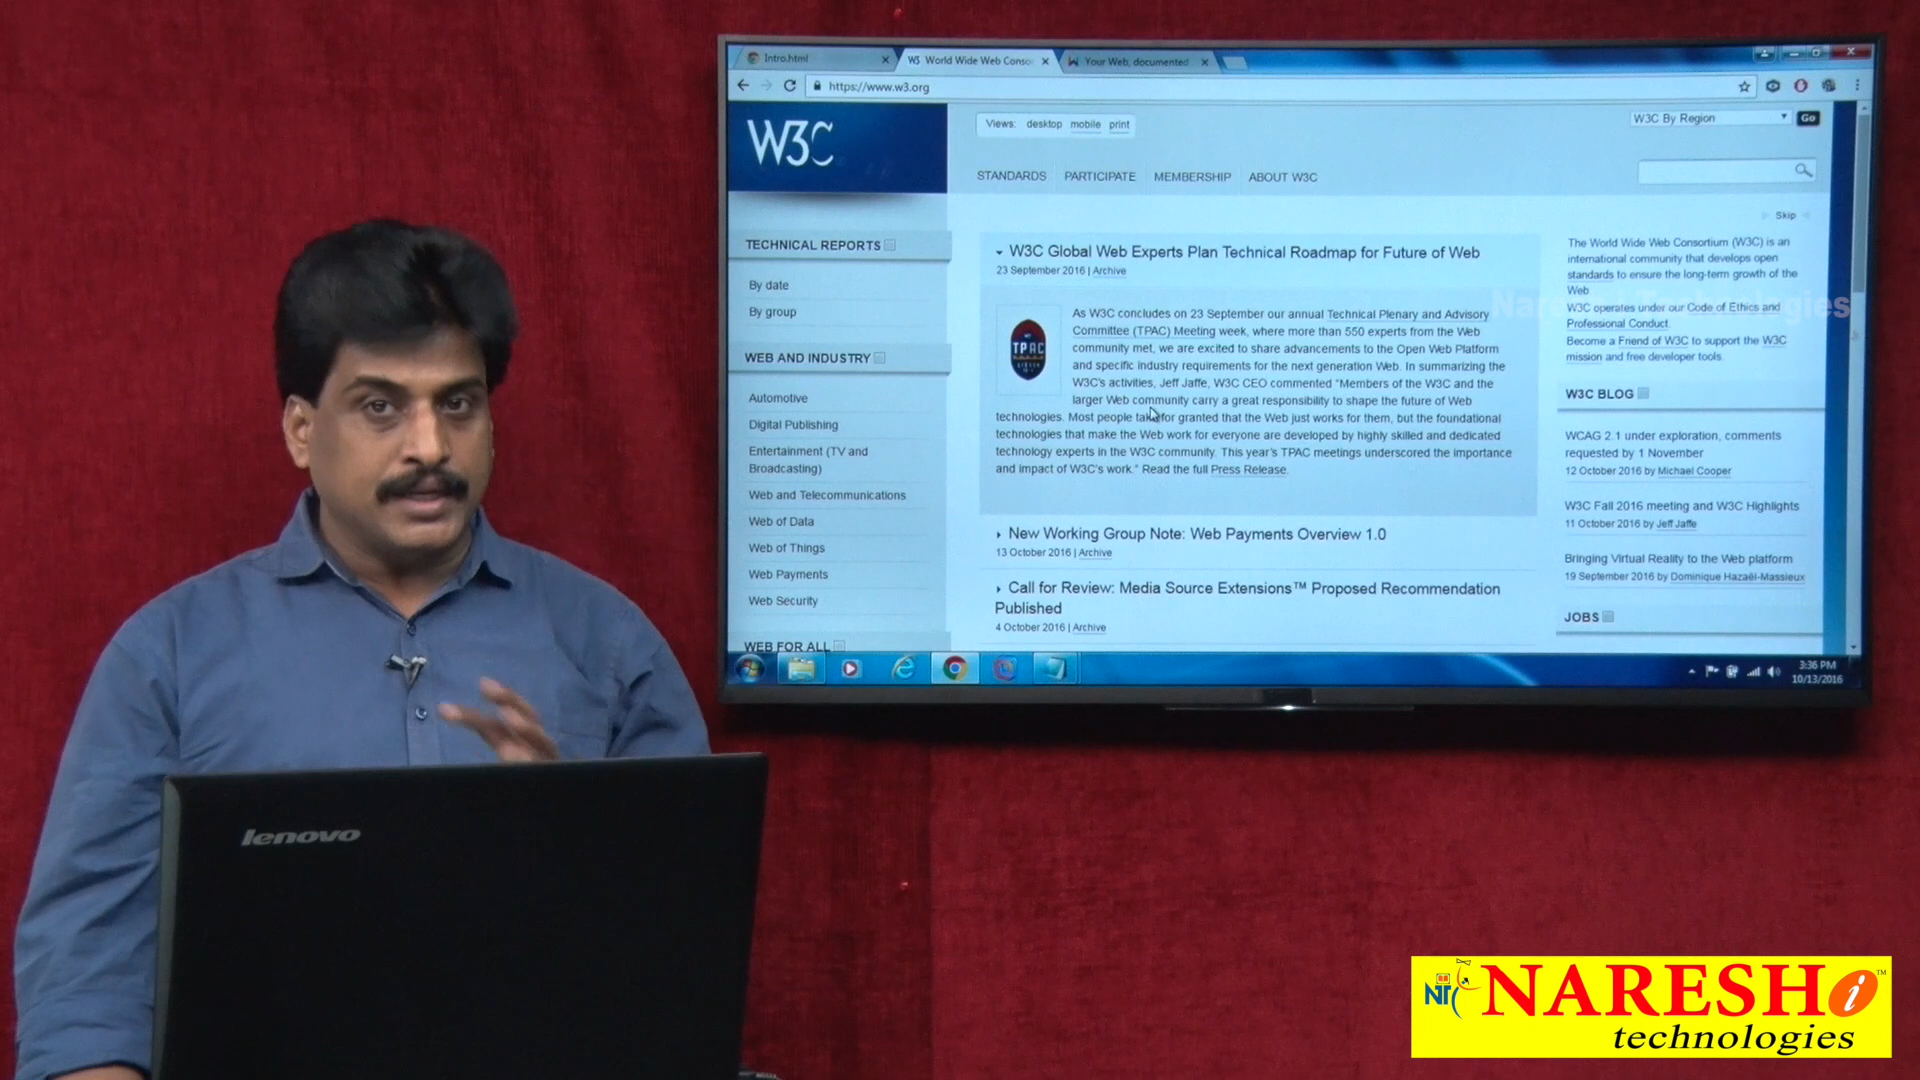 Intro.html
W3 World Wide Web Conso
Your Web, documented
https://www.w3.org
W3C
Views: desktop mobile print
W3C By Region
Go
STANDARDS PARTICIPATE MEMBERSHIP ABOUT W3C
Skip
TECHNICAL REPORTS
By date
By group
WEB AND INDUSTRY
Automotive
Digital Publishing
Entertainment (TV and
Broadcasting)
Web and Telecommunications
Web of Data
Web of Things
Web Payments
Web Security
WEB FOR ALL
W3C Global Web Experts Plan Technical Roadmap for Future of Web
23 September 2016 | Archive
TPAC
As W3C concludes on 23 September our annual Technical Plenary and Advisory
Committee (TPAC) Meeting week, where more than 550 experts from the Web
community met, we are excited to share advancements to the Open Web Platform
and specific industry requirements for the next generation Web. In summarizing the
W3C's activities, Jeff Jaffe, W3C CEO commented "Members of the W3C and the
larger Web community carry a great responsibility to shape the future of Web
technologies. Most people take for granted that the Web just works for them, but the foundational
technologies that make the Web work for everyone are developed by highly skilled and dedicated
technology experts in the W3C community. This year's TPAC meetings underscored the importance
and impact of W3C's work." Read the full Press Release.
New Working Group Note: Web Payments Overview 1.0
13 October 2016 | Archive
Call for Review: Media Source Extensions™ Proposed Recommendation
Published
4 October 2016 | Archive
The World Wide Web Consortium (W3C) is an
international community that develops open
standards to ensure the long-term growth of the
Web
W3C operates under our Code of Ethics and
Professional Conduct.
Become a Friend of W3C to support the W3C
mission and free developer tools.
W3C BLOG
WCAG 2.1 under exploration, comments
requested by 1 November
12 October 2016 by Michael Cooper
W3C Fall 2016 meeting and W3C Highlights
11 October 2016 by Jeff Jaffe
Bringing Virtual Reality to the Web platform
19 September 2016 by Dominique Hazaël-Massieux
JOBS
3:36 PM
10/13/2016
lenovo
NARESH i ™
technologies